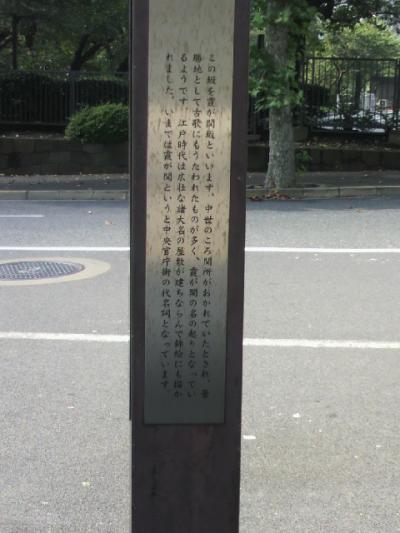 この坂を霞が関坂といいます。中世のころ関所がおかれていたとされ、景
勝地として古歌にもうたわれたものが多く、霞が関の名の起りとなってい
るようです。江戸時代は広壮な諸大名の屋敷が建ちならんで錦絵にも描か
れました。いまでは霞が関というと中央官庁街の代名詞となっています。